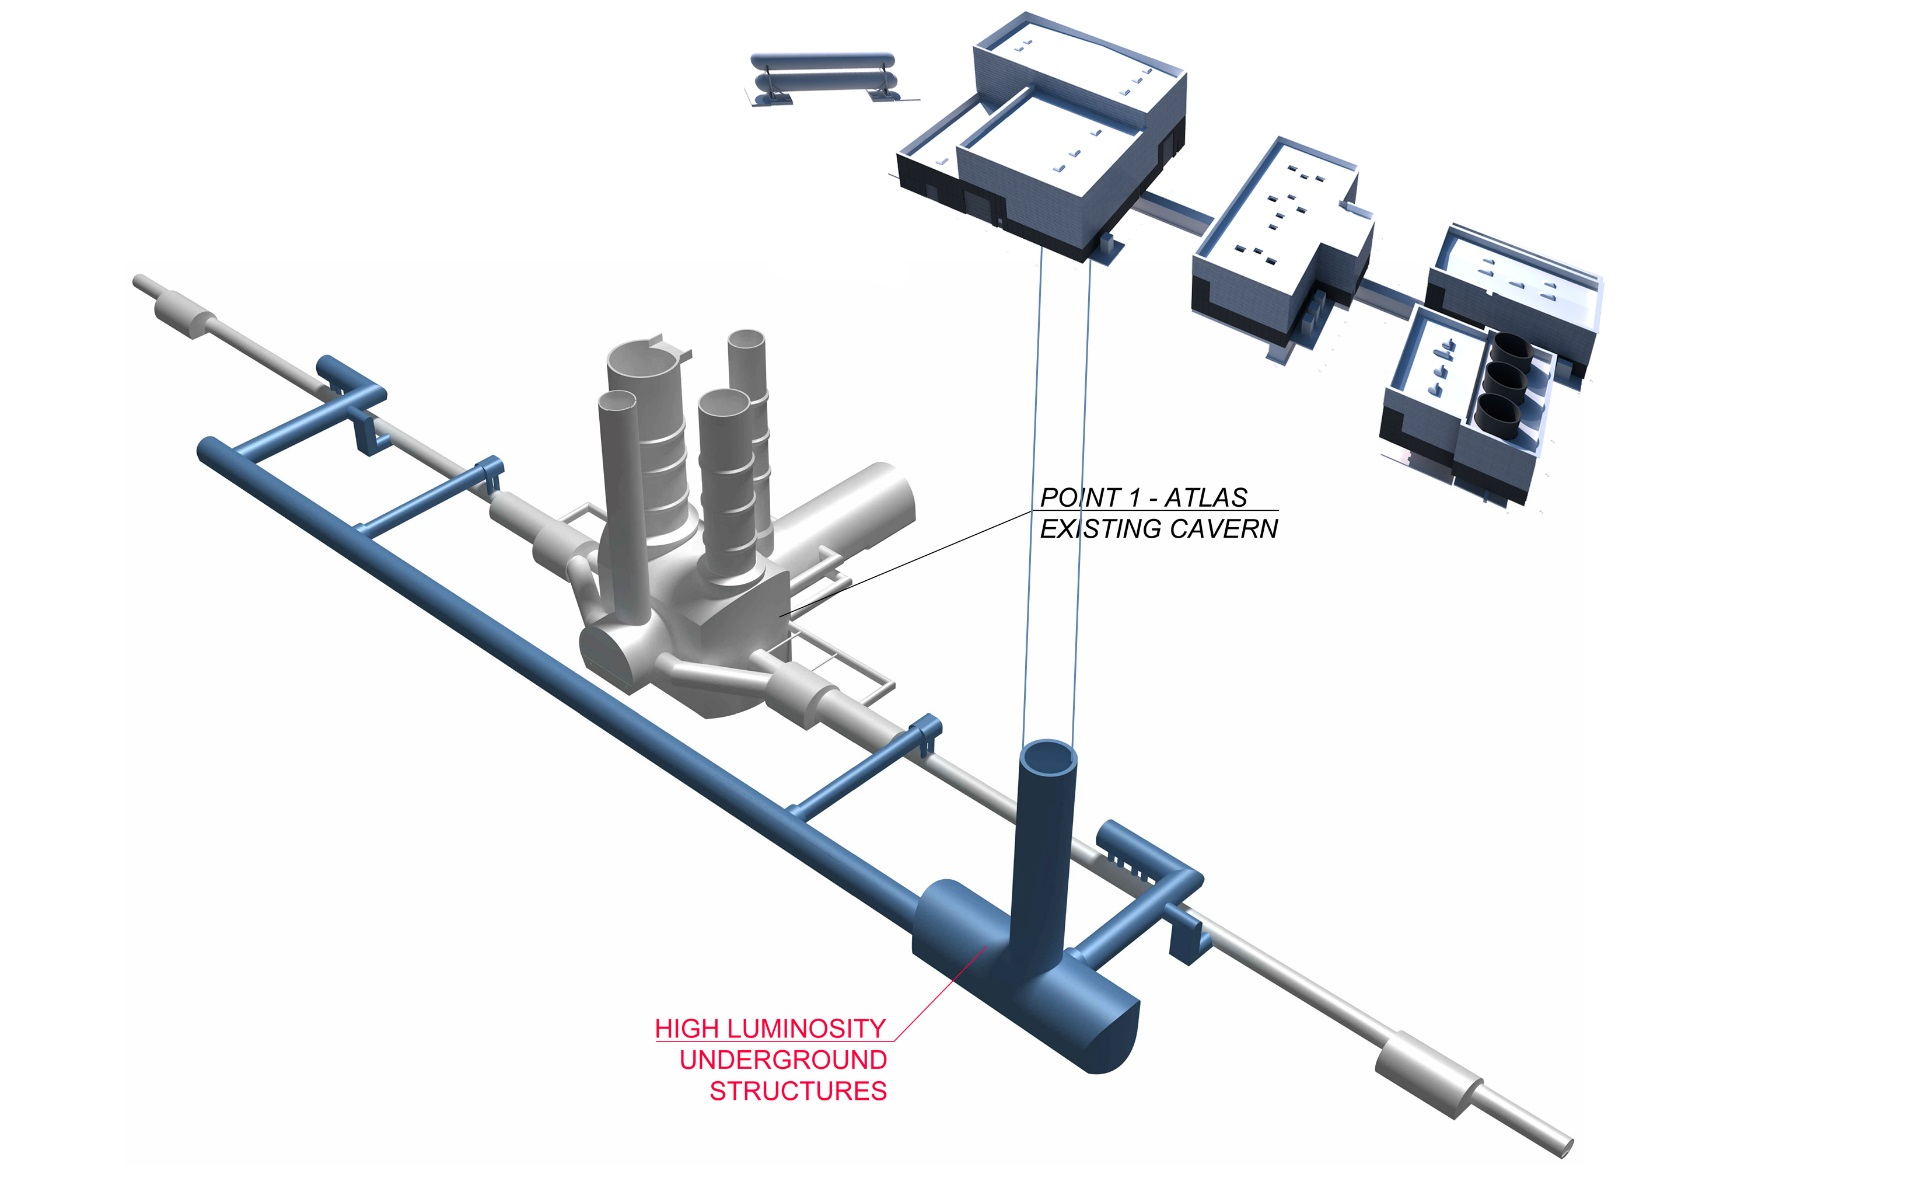 POINT 1 - ATLAS
EXISTING CAVERN
HIGH LUMINOSITY
UNDERGROUND
STRUCTURES